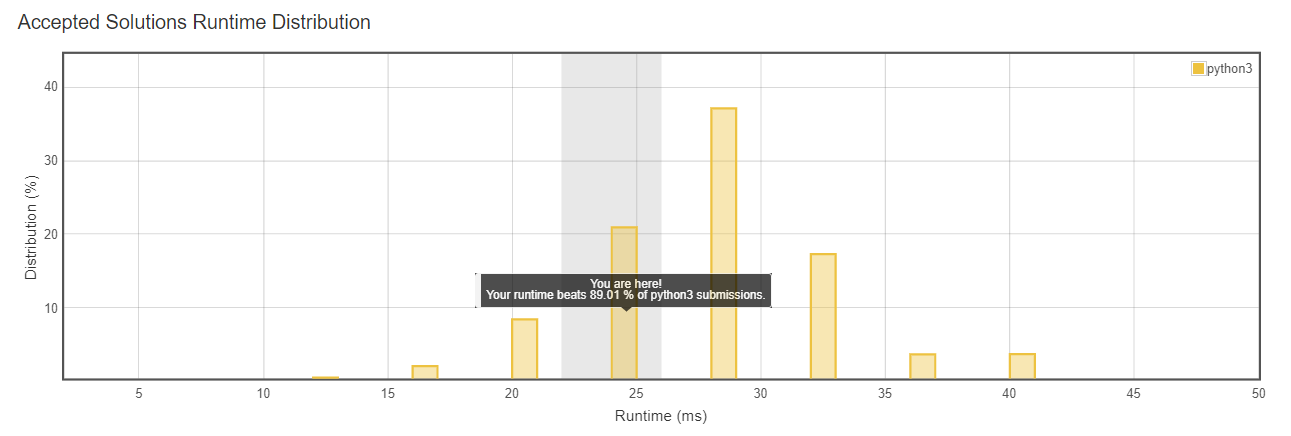 Accepted Solutions Runtime Distribution
python3
40
30
20
10
Distribution (%)
You are here!
Your runtime beats 89.01 % of python3 submissions.
5 10 15 20 25 30 35 40 45 50
Runtime (ms)